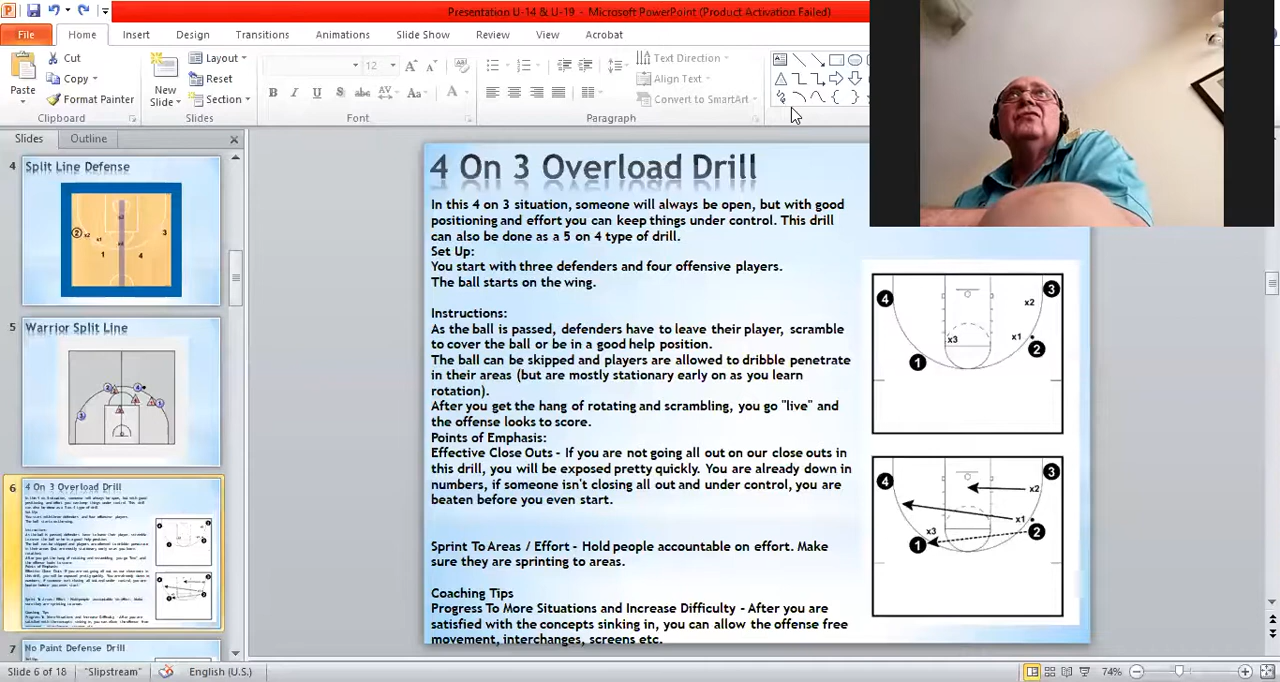 Presentation U-14 & U-19 - Microsoft PowerPoint (Product Activation Failed)
File Home Insert Design Transitions Animations Slide Show Review View Acrobat
Cut
Copy
Format Painter
Paste
Clipboard
New
Slide
Layout
Reset
Section
Slides
12
B I U S abc AV Aa A
Font
Text Direction
Align Text
Convert to SmartArt
Paragraph
Slides Outline
4 Split Line Defense
5 Warrior Split Line
6 4 On 3 Overload Drill
7 No Paint Defense Drill
4 On 3 Overload Drill
In this 4 on 3 situation, someone will always be open, but with good
positioning and effort you can keep things under control. This drill
can also be done as a 5 on 4 type of drill.
Set Up:
You start with three defenders and four offensive players.
The ball starts on the wing.
Instructions:
As the ball is passed, defenders have to leave their player, scramble
to cover the ball or be in a good help position.
The ball can be skipped and players are allowed to dribble penetrate
in their areas (but are mostly stationary early on as you learn
rotation).
After you get the hang of rotating and scrambling, you go "live" and
the offense looks to score.
Points of Emphasis:
Effective Close Outs - If you are not going all out on our close outs in
this drill, you will be exposed pretty quickly. You are already down in
numbers, if someone isn't closing all out and under control, you are
beaten before you even start.
Sprint To Areas / Effort - Hold people accountable on effort. Make
sure they are sprinting to areas.
Coaching Tips
Progress To More Situations and Increase Difficulty - After you are
satisfied with the concepts sinking in, you can allow the offense free
movement, interchanges, screens etc.
4 3
x2
x3 x1
2
1
4 3
x2
x1
x3 2
1
Slide 6 of 18 "Slipstream" English (U.S.) 74%